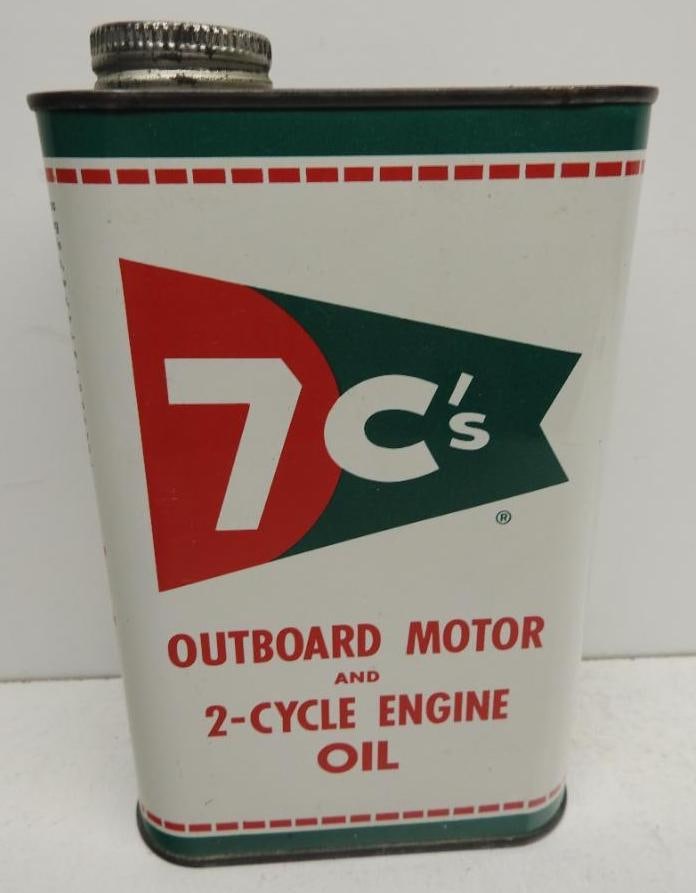 7C's
®
OUTBOARD MOTOR
AND
2-CYCLE ENGINE
OIL